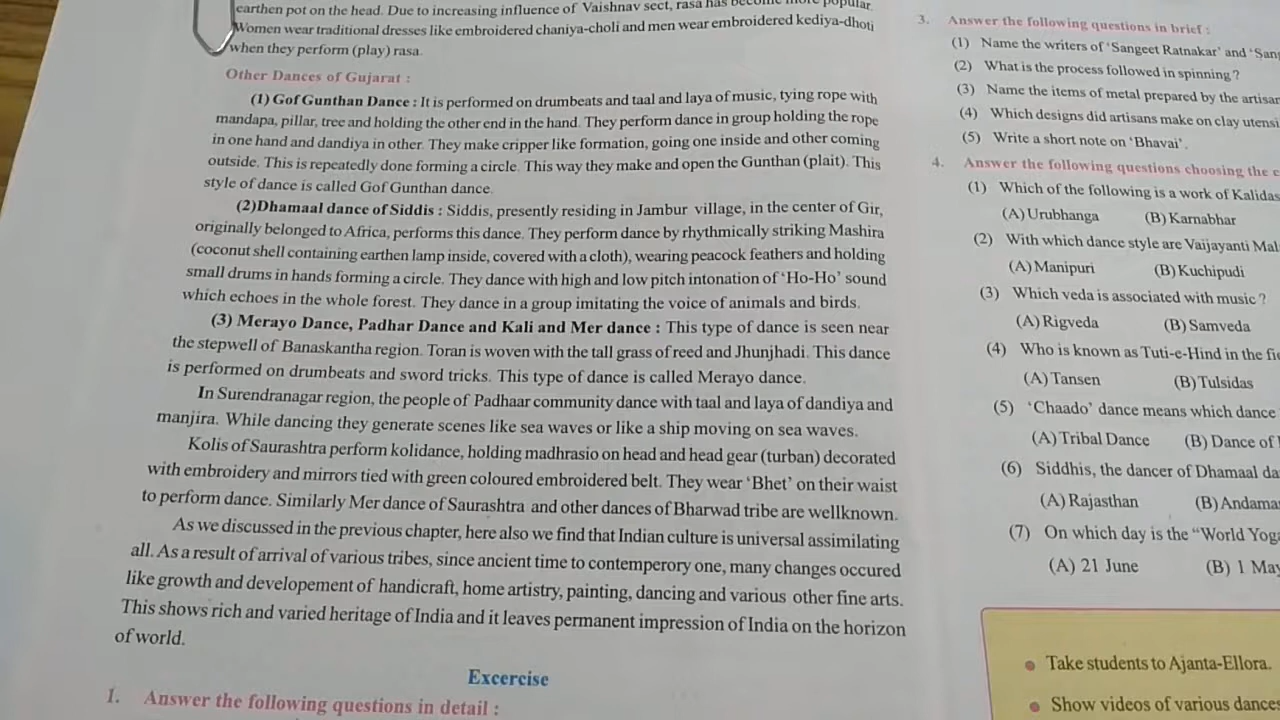 earthen pot on the head. Due to increasing influence of Vaishnav sect, rasa has become more popular.
Women wear traditional dresses like embroidered chaniya-choli and men wear embroidered kediya-dhoti
when they perform (play) rasa.
Other Dances of Gujarat :
(1) Gof Gunthan Dance : It is performed on drumbeats and taal and laya of music, tying rope with
mandapa, pillar, tree and holding the other end in the hand. They perform dance in group holding the rope
in one hand and dandiya in other. They make cripper like formation, going one inside and other coming
outside. This is repeatedly done forming a circle. This way they make and open the Gunthan (plait). This
style of dance is called Gof Gunthan dance.
(2)Dhamaal dance of Siddis : Siddis, presently residing in Jambur village, in the center of Gir,
originally belonged to Africa, performs this dance. They perform dance by rhythmically striking Mashira
(coconut shell containing earthen lamp inside, covered with a cloth), wearing peacock feathers and holding
small drums in hands forming a circle. They dance with high and low pitch intonation of 'Ho-Ho' sound
which echoes in the whole forest. They dance in a group imitating the voice of animals and birds.
(3) Merayo Dance, Padhar Dance and Kali and Mer dance : This type of dance is seen near
the stepwell of Banaskantha region. Toran is woven with the tall grass of reed and Jhunjhadi. This dance
is performed on drumbeats and sword tricks. This type of dance is called Merayo dance.
In Surendranagar region, the people of Padhaar community dance with taal and laya of dandiya and
manjira. While dancing they generate scenes like sea waves or like a ship moving on sea waves.
Kolis of Saurashtra perform kolidance, holding madhrasio on head and head gear (turban) decorated
with embroidery and mirrors tied with green coloured embroidered belt. They wear 'Bhet' on their waist
to perform dance. Similarly Mer dance of Saurashtra and other dances of Bharwad tribe are wellknown.
As we discussed in the previous chapter, here also we find that Indian culture is universal assimilating
all. As a result of arrival of various tribes, since ancient time to contemperory one, many changes occured
like growth and developement of handicraft, home artistry, painting, dancing and various other fine arts.
This shows rich and varied heritage of India and it leaves permanent impression of India on the horizon
of world.
Excercise
1. Answer the following questions in detail :
3. Answer the following questions in brief :
(1) Name the writers of 'Sangeet Ratnakar' and
(2) What is the process followed in spinning ?
(3) Name the items of metal prepared by the
(4) Which designs did artisans make on clay
(5) Write a short note on 'Bhavai'.
4. Answer the following questions choosing the
(1) Which of the following is a work of
(A) Urubhanga (B) Karnabhar
(2) With which dance style are Vaijayanti
(A) Manipuri (B) Kuchipudi
(3) Which veda is associated with music ?
(A) Rigveda (B) Samveda
(4) Who is known as Tuti-e-Hind in the
(A) Tansen (B) Tulsidas
(5) 'Chaado' dance means which dance
(A) Tribal Dance (B) Dance of
(6) Siddhis, the dancer of Dhamaal
(A) Rajasthan (B)
(7) On which day is the "World
(A) 21 June (B) 1
Take students to Ajanta-Ellora.
Show videos of various